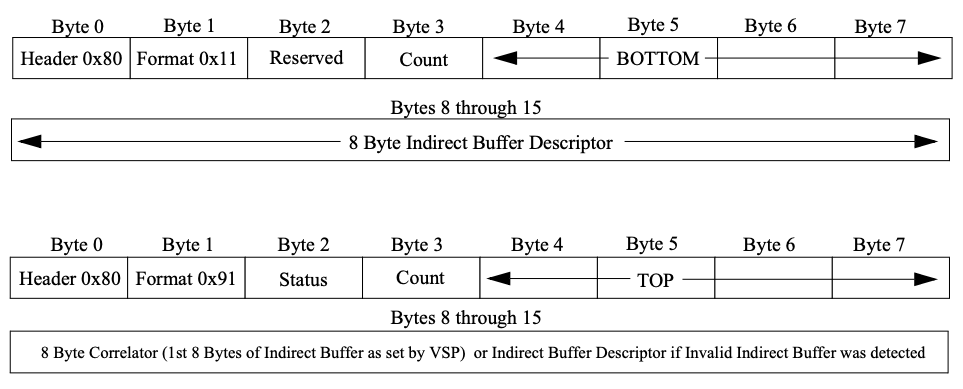 Byte 0 Byte 1 Byte 2 Byte 3 Byte 4 Byte 5 Byte 6 Byte 7
Header 0x80 Format 0x11 Reserved Count BOTTOM
Bytes 8 through 15
8 Byte Indirect Buffer Descriptor
Byte 0 Byte 1 Byte 2 Byte 3 Byte 4 Byte 5 Byte 6 Byte 7
Header 0x80 Format 0x91 Status Count TOP
Bytes 8 through 15
8 Byte Correlator (1st 8 Bytes of Indirect Buffer as set by VSP) or Indirect Buffer Descriptor if Invalid Indirect Buffer was detected